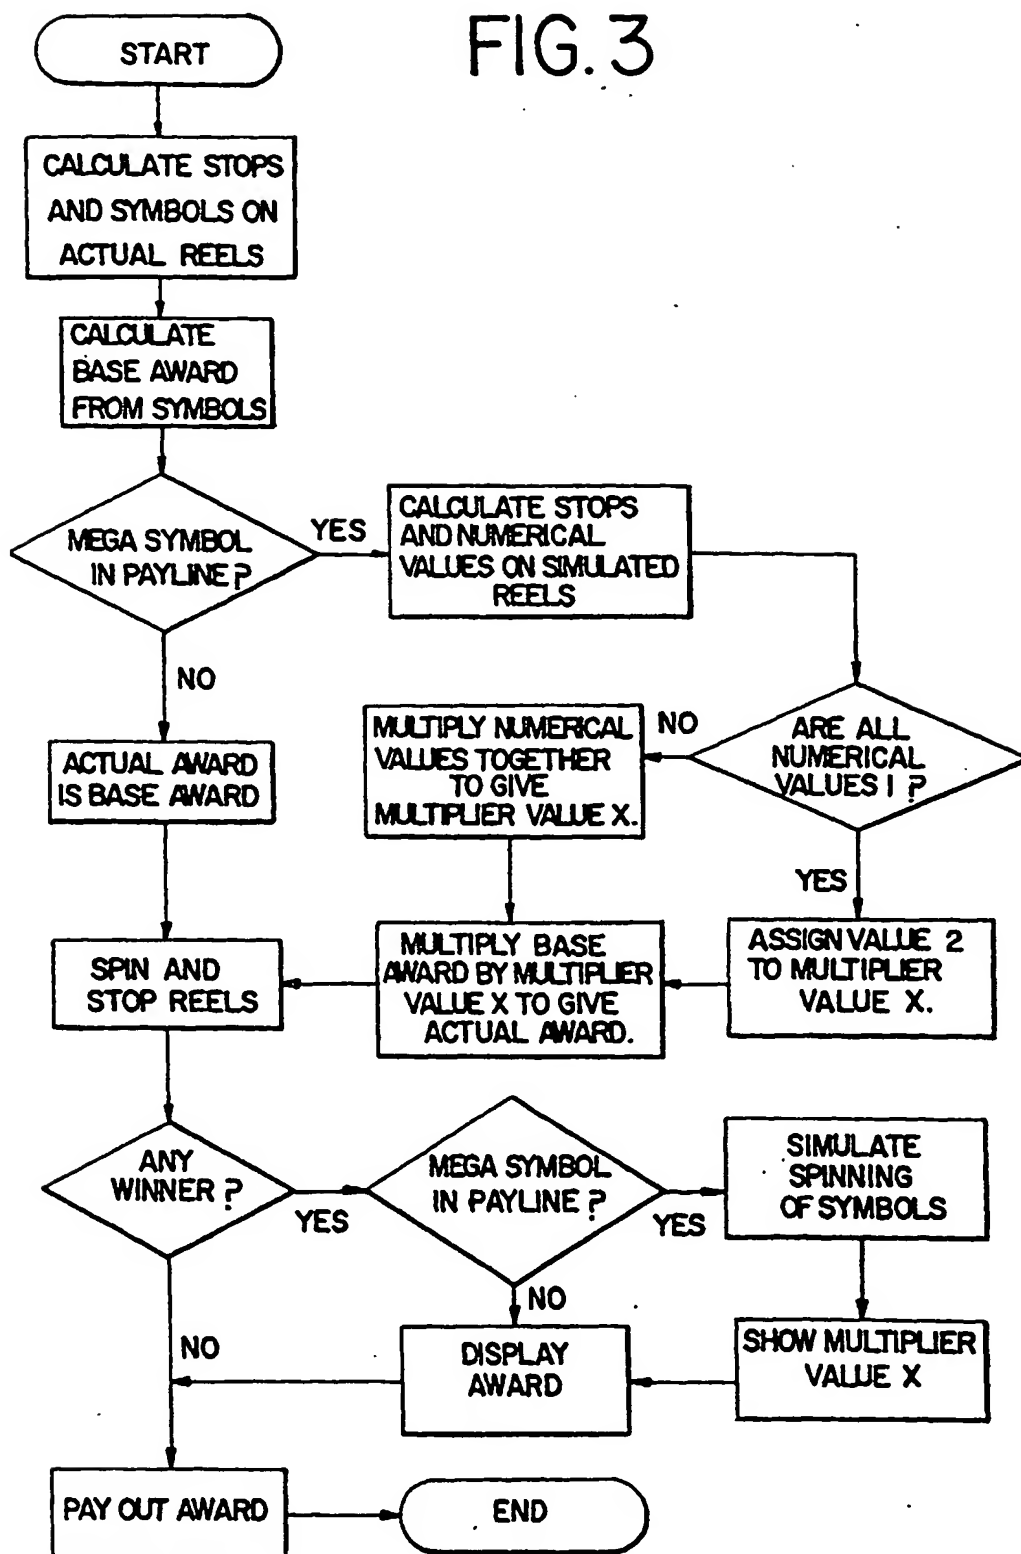 FIG. 3
START
CALCULATE STOPS
AND SYMBOLS ON
ACTUAL REELS
CALCULATE
BASE AWARD
FROM SYMBOLS
MEGA SYMBOL
IN PAYLINE?
YES
CALCULATE STOPS
AND NUMERICAL
VALUES ON SIMULATED
REELS
NO
ARE ALL
NUMERICAL
VALUES 1?
NO
MULTIPLY NUMERICAL
VALUES TOGETHER
TO GIVE
MULTIPLIER VALUE X.
ACTUAL AWARD
IS BASE AWARD
YES
ASSIGN VALUE 2
TO MULTIPLIER
VALUE X.
MULTIPLY BASE
AWARD BY MULTIPLIER
VALUE X TO GIVE
ACTUAL AWARD.
SPIN AND
STOP REELS
ANY
WINNER?
YES
MEGA SYMBOL
IN PAYLINE?
YES
SIMULATE
SPINNING
OF SYMBOLS
NO
NO
DISPLAY
AWARD
SHOW MULTIPLIER
VALUE X
PAY OUT AWARD
END